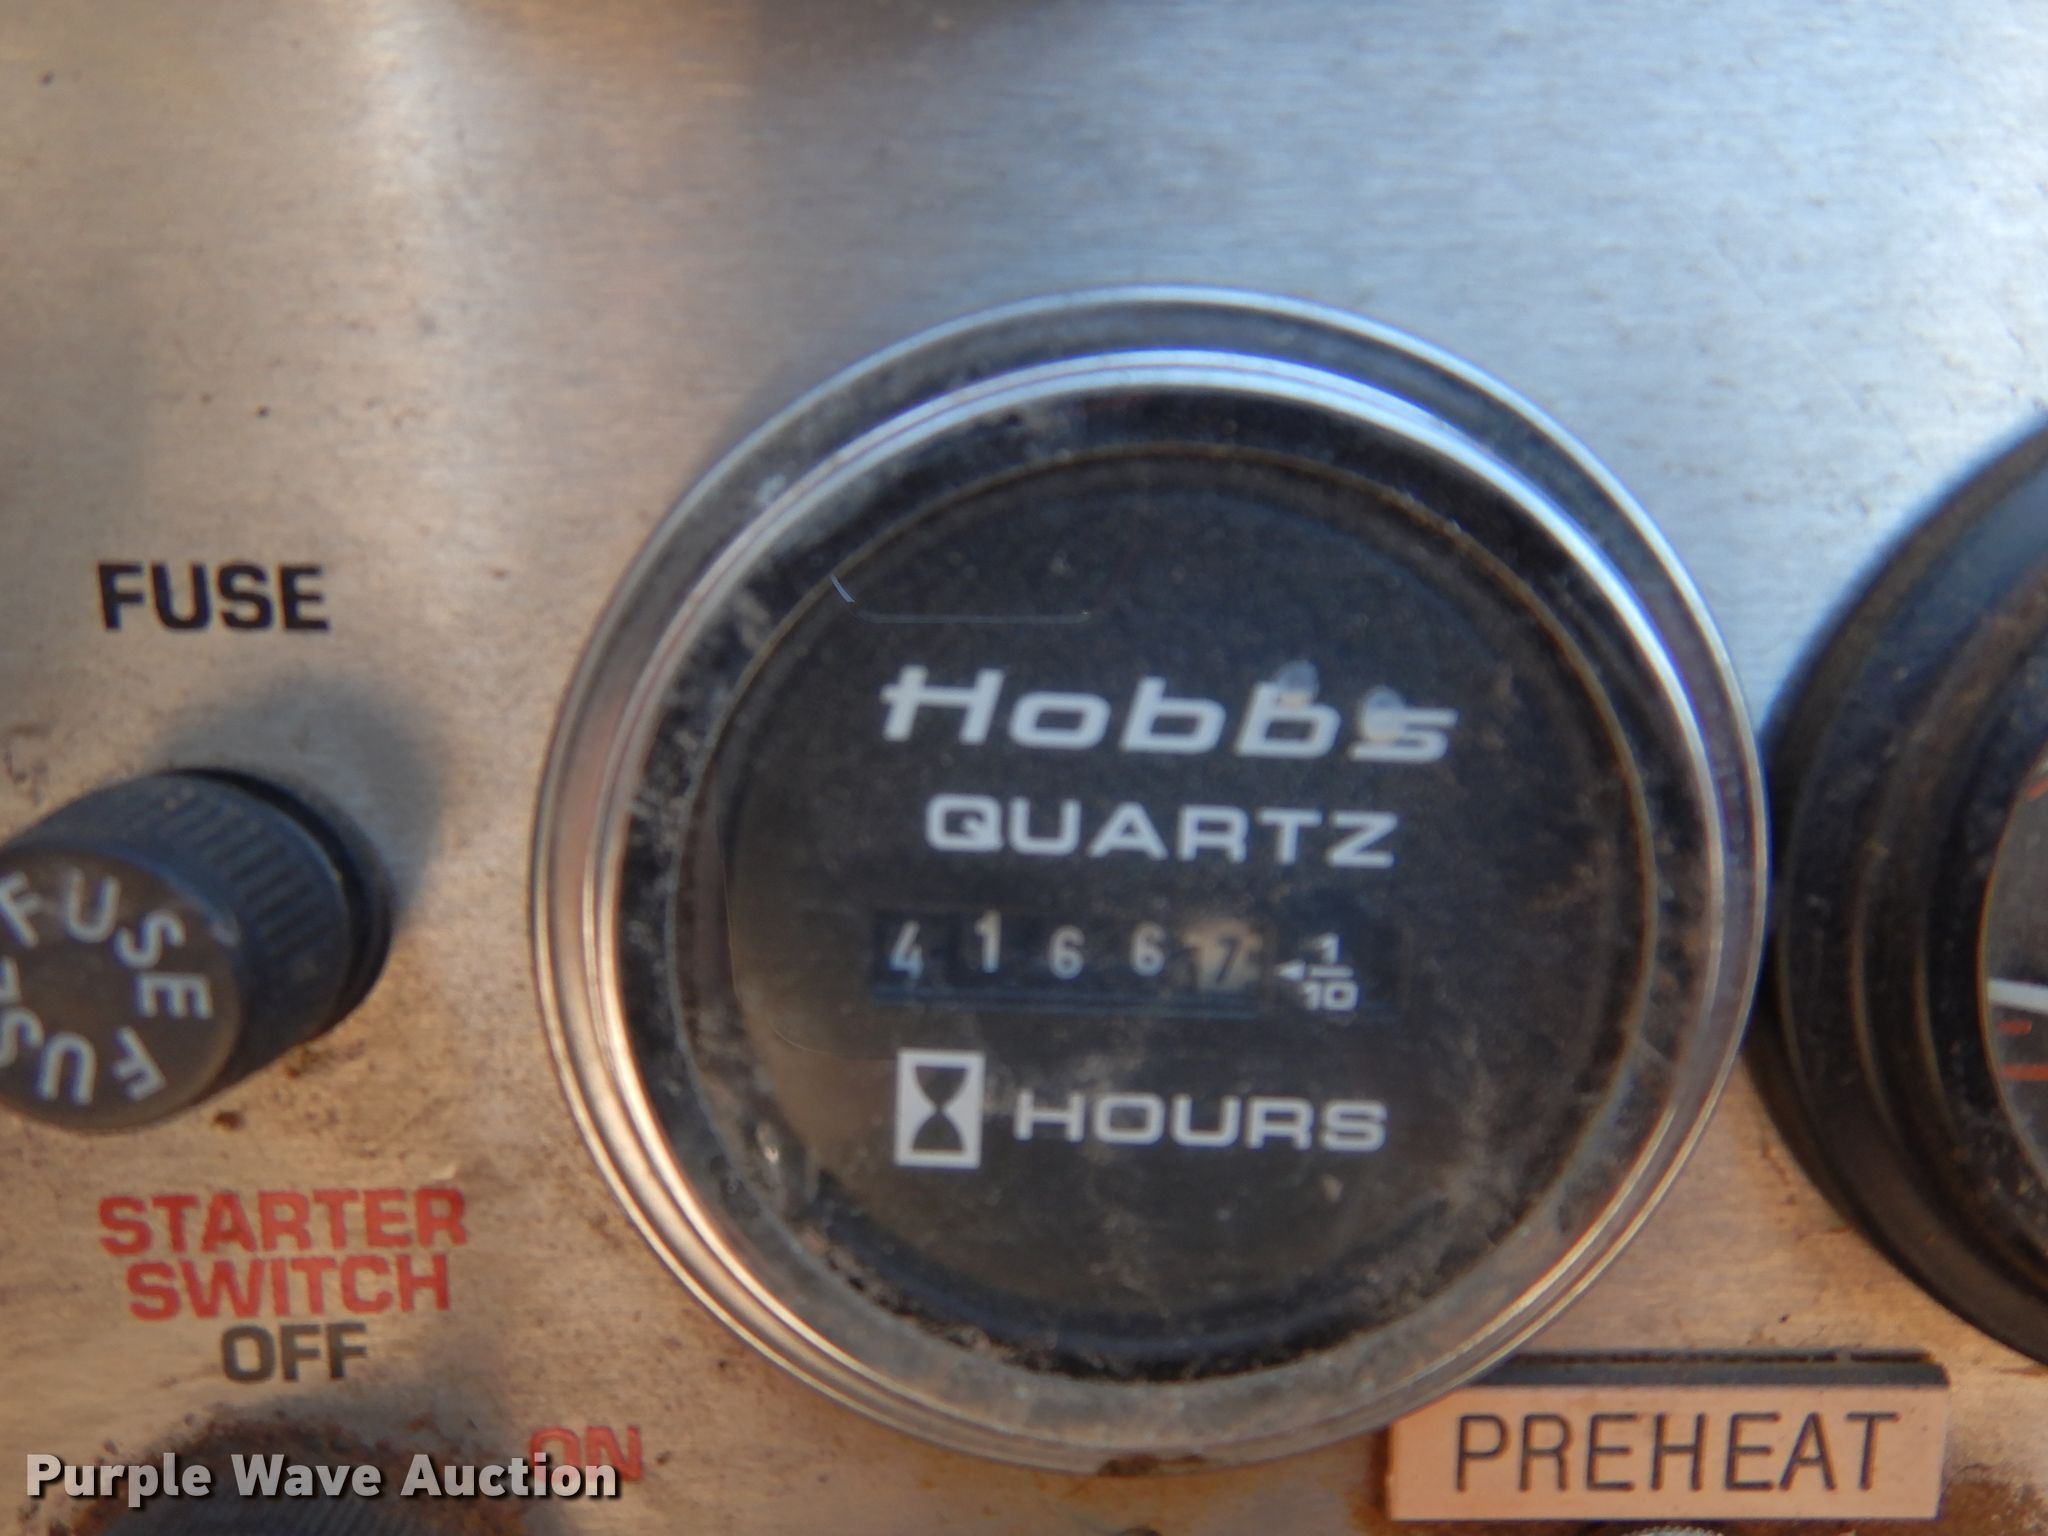 FUSE
FUSE FUSE
Hobbs
QUARTZ
4 1 6 6 7 1/10
HOURS
STARTER
SWITCH
OFF
ON
PREHEAT
Purple Wave Auction